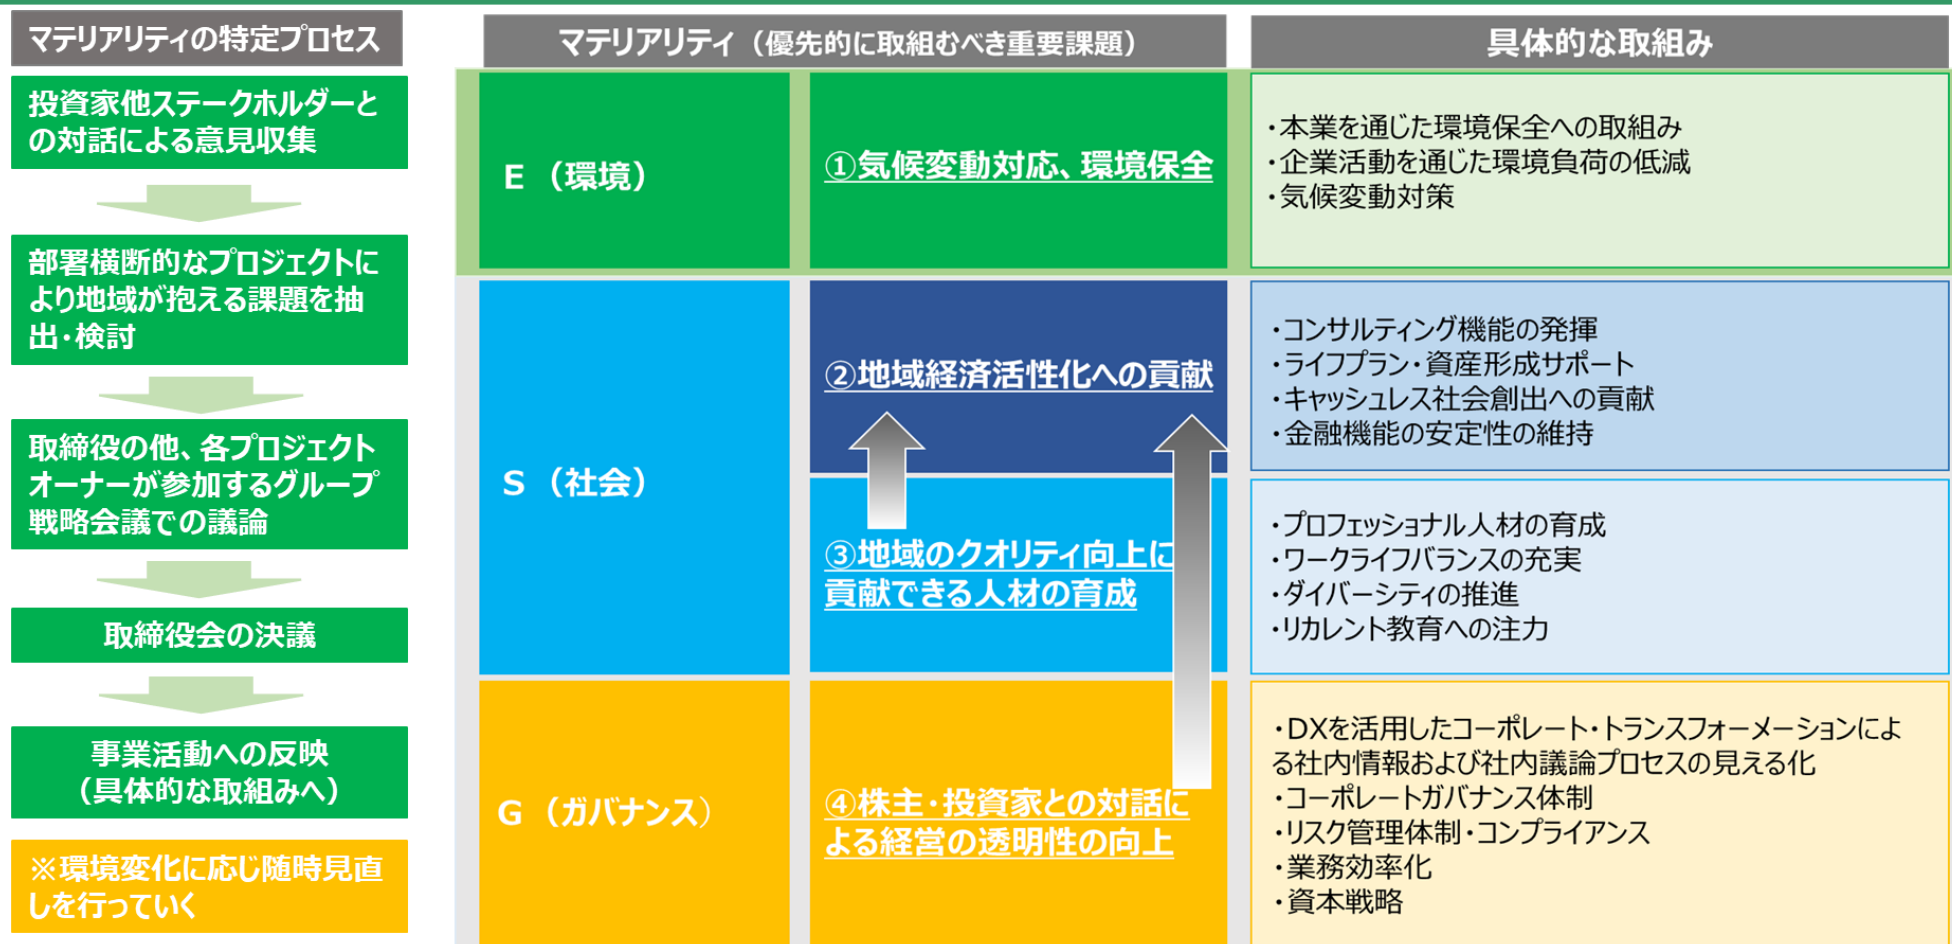 マテリアリティの特定プロセス
投資家他ステークホルダーと
の対話による意見収集
部署横断的なプロジェクトに
より地域が抱える課題を抽
出・検討
取締役の他、各プロジェクト
オーナーが参加するグループ
戦略会議での議論
取締役会の決議
事業活動への反映
（具体的な取組みへ）
※環境変化に応じ随時見直
しを行っていく
マテリアリティ（優先的に取組むべき重要課題）
具体的な取組み
E （環境）
①気候変動対応、環境保全
・本業を通じた環境保全への取組み
・企業活動を通じた環境負荷の低減
・気候変動対策
S （社会）
②地域経済活性化への貢献
・コンサルティング機能の発揮
・ライフプラン・資産形成サポート
・キャッシュレス社会創出への貢献
・金融機能の安定性の維持
③地域のクオリティ向上に
貢献できる人材の育成
・プロフェッショナル人材の育成
・ワークライフバランスの充実
・ダイバーシティの推進
・リカレント教育への注力
G （ガバナンス）
④株主・投資家との対話に
よる経営の透明性の向上
・DXを活用したコーポレート・トランスフォーメーションによ
る社内情報および社内議論プロセスの見える化
・コーポレートガバナンス体制
・リスク管理体制・コンプライアンス
・業務効率化
・資本戦略